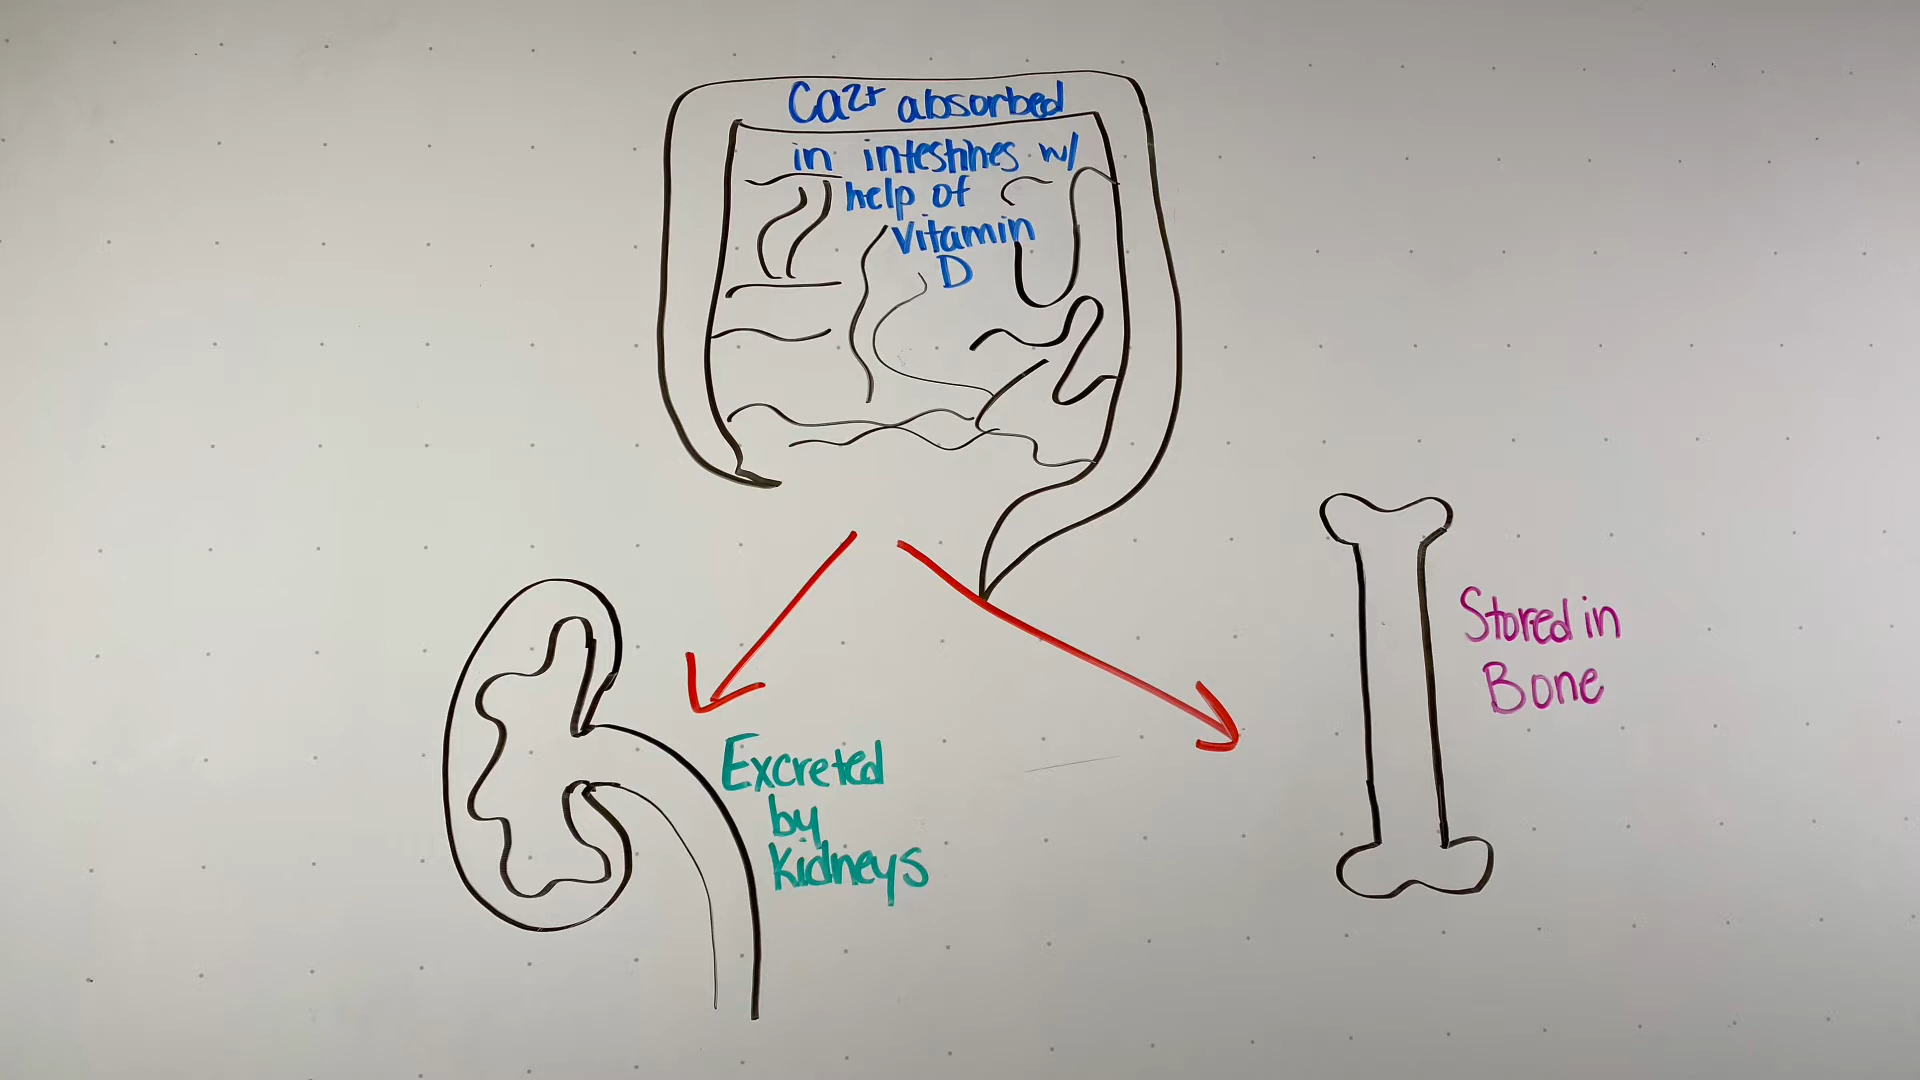 Ca2+ absorbed
in intestines w/
help of
Vitamin
D
Stored in
Bone
Excreted
by
Kidneys